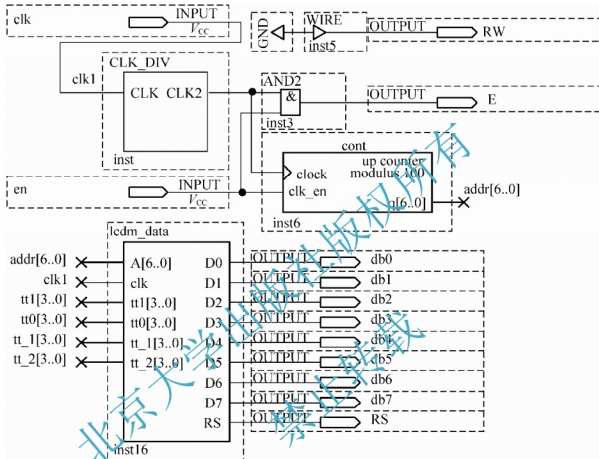 clk
INPUT
VCC
GND
WIRE
inst5
OUTPUT
RW
CLK_DIV
clk1
CLK CLK2
inst
AND2
&
inst3
OUTPUT
E
en
INPUT
VCC
cont
up counter
modulus 100
clock
clk_en
q[6..0]
inst6
addr[6..0]
lcdm_data
addr[6..0]
A[6..0]
D0
OUTPUT
db0
clk1
clk
D1
OUTPUT
db1
tt1[3..0]
tt1[3..0]
D2
OUTPUT
db2
tt0[3..0]
tt0[3..0]
D3
OUTPUT
db3
tt_1[3..0]
tt_1[3..0]
D4
OUTPUT
db4
tt_2[3..0]
tt_2[3..0]
D5
OUTPUT
db5
D6
OUTPUT
db6
D7
OUTPUT
db7
RS
OUTPUT
RS
inst16
北京大学出版社版权所有
禁止转载